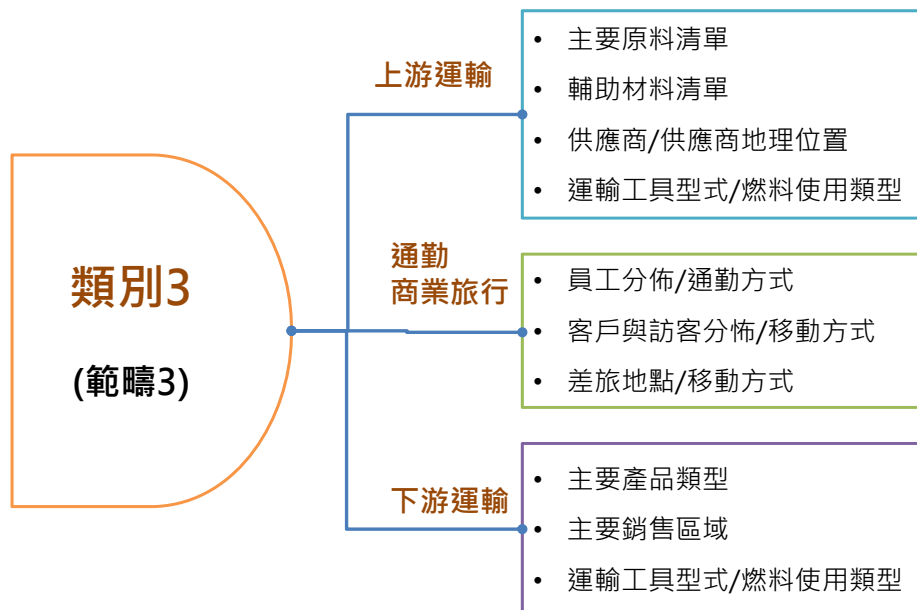 類別3
(範疇3)
上游運輸
• 主要原料清單
• 輔助材料清單
• 供應商/供應商地理位置
• 運輸工具型式/燃料使用類型
通勤
商業旅行
• 員工分佈/通勤方式
• 客戶與訪客分怖/移動方式
• 差旅地點/移動方式
下游運輸
• 主要產品類型
• 主要銷售區域
• 運輸工具型式/燃料使用類型